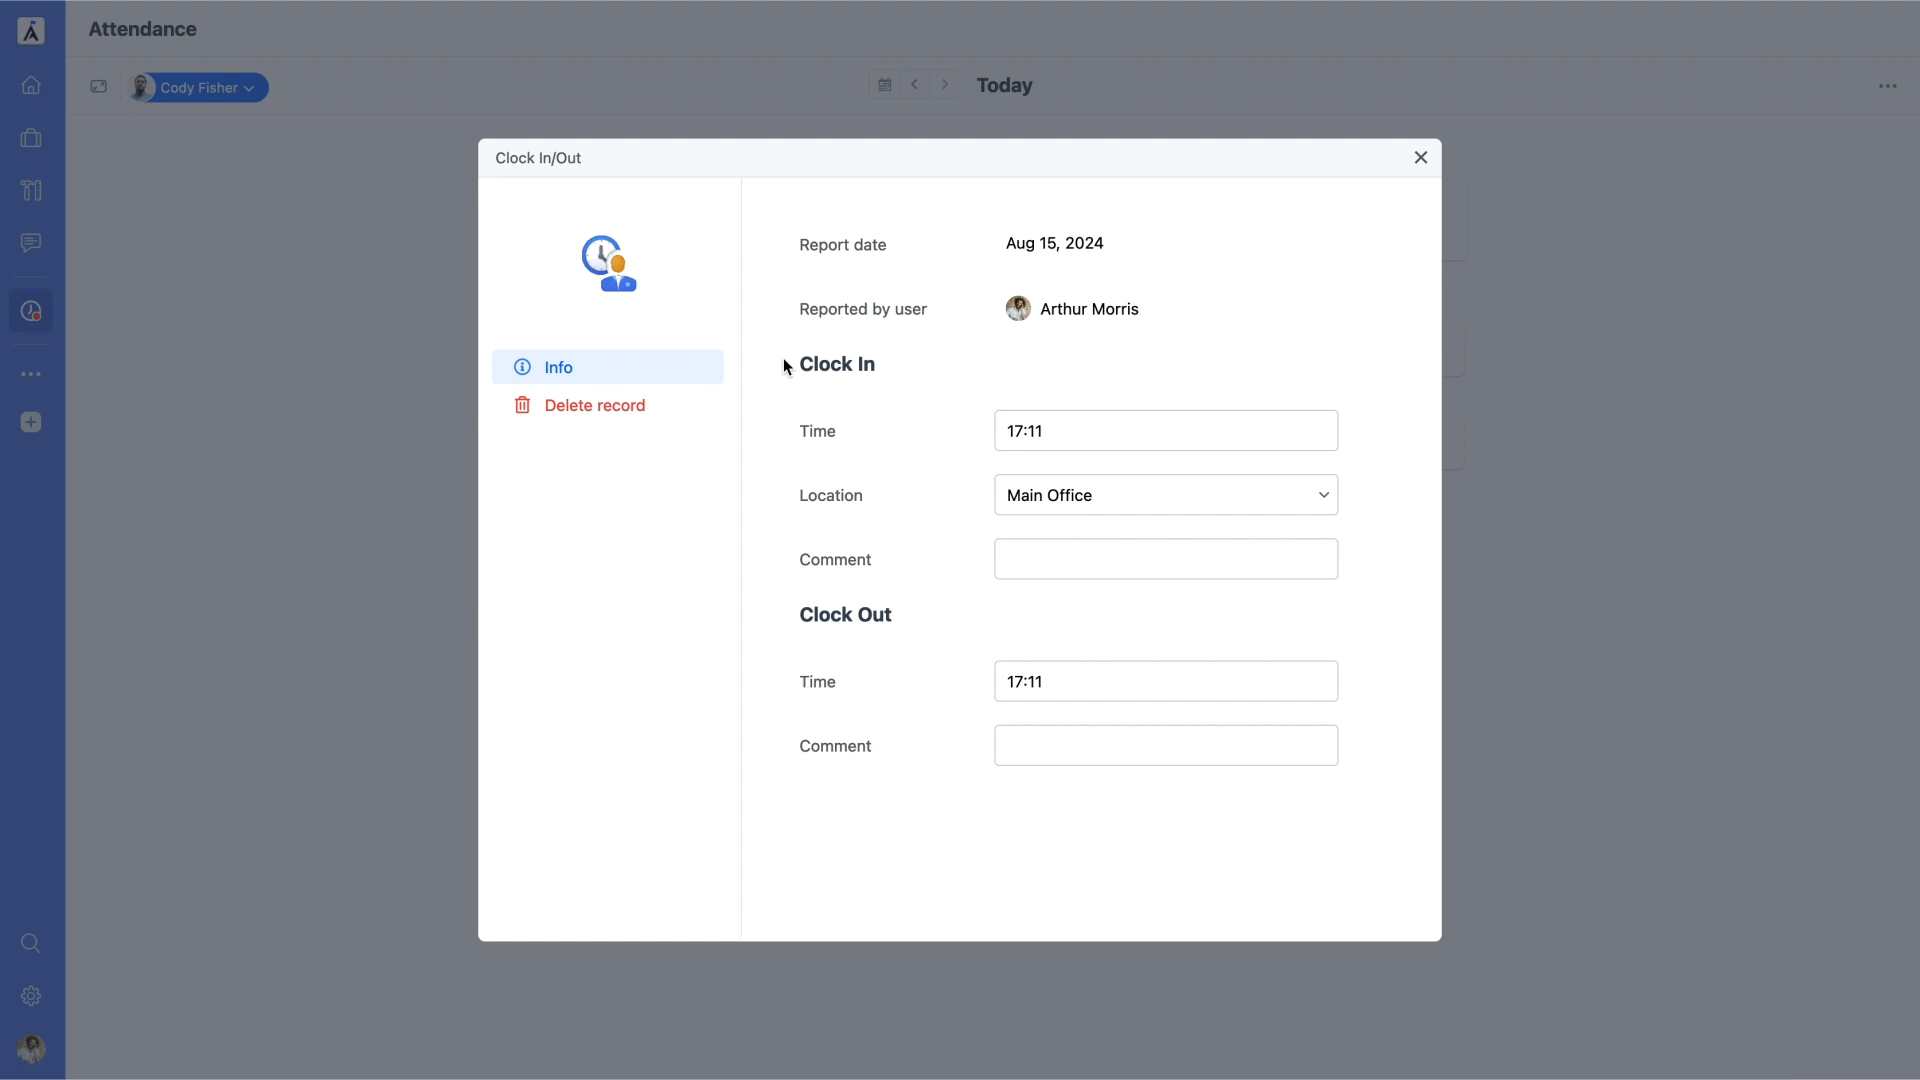 Attendance
Cody Fisher
Today
Clock In/Out
Report date
Aug 15, 2024
Reported by user
Arthur Morris
Info
Delete record
Clock In
Time
17:11
Location
Main Office
Comment
Clock Out
Time
17:11
Comment